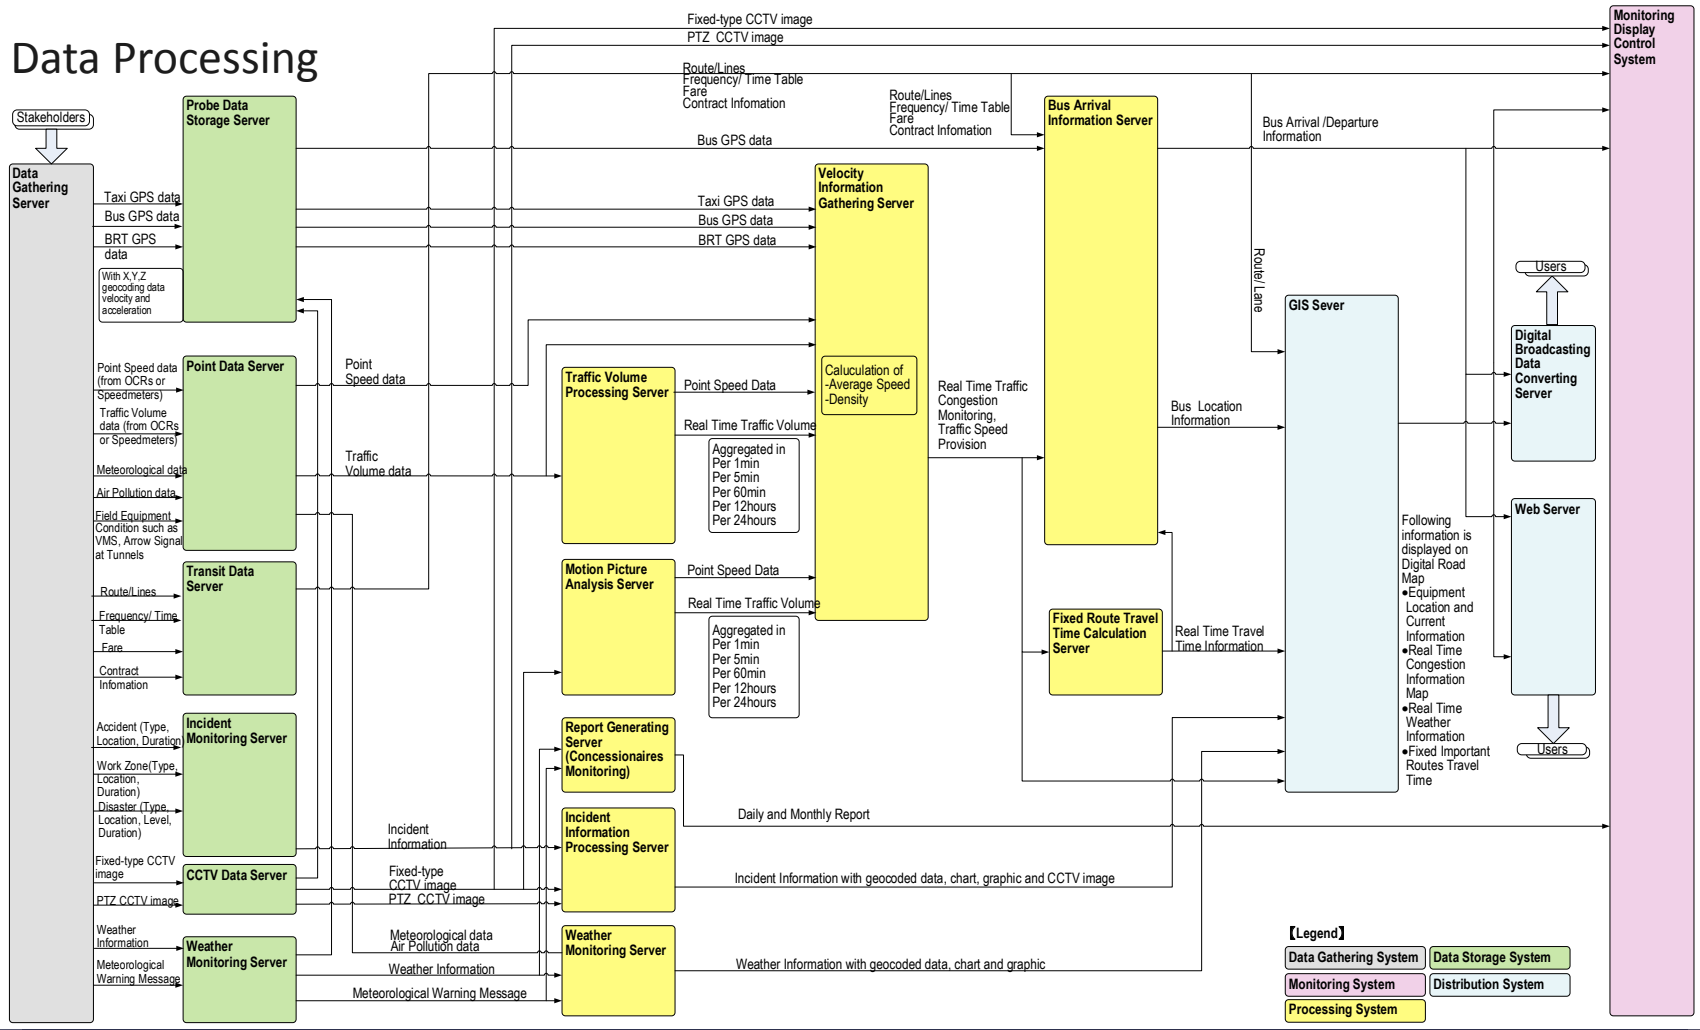 Data Processing
Stakeholders
Data
Gathering
Server
Taxi GPS data
Bus GPS data
BRT GPS
data
With X,Y,Z
geocoding data
velocity and
acceleration
Point Speed data
(from OCRs or
Speedmeters)
Traffic Volume
data (from OCRs
or Speedmeters)
Meteorological data
Air Pollution data
Field Equipment
Condition such as
VMS, Arrow Signal
at Tunnels
Route/Lines
Frequency/ Time
Table
Fare
Contract
Infomation
Accident (Type,
Location, Duration)
Work Zone(Type,
Location,
Duration)
Disaster (Type,
Location, Level,
Duration)
Fixed-type CCTV
image
PTZ CCTV image
Weather
Information
Meteorological
Warning Message
Probe Data
Storage Server
Point Data Server
Transit Data
Server
Incident
Monitoring Server
CCTV Data Server
Weather
Monitoring Server
Point
Speed data
Traffic
Volume data
Incident
Information
Fixed-type
CCTV image
PTZ CCTV image
Meteorological data
Air Pollution data
Weather Information
Meteorological Warning Message
Fixed-type CCTV image
PTZ CCTV image
Route/Lines
Frequency/ Time Table
Fare
Contract Infomation
Bus GPS data
Taxi GPS data
Bus GPS data
BRT GPS data
Traffic Volume
Processing Server
Point Speed Data
Real Time Traffic Volume
Aggregated in
Per 1min
Per 5min
Per 60min
Per 12hours
Per 24hours
Motion Picture
Analysis Server
Point Speed Data
Real Time Traffic Volume
Aggregated in
Per 1min
Per 5min
Per 60min
Per 12hours
Per 24hours
Report Generating
Server
(Concessionaires
Monitoring)
Incident
Information
Processing Server
Weather
Monitoring Server
Daily and Monthly Report
Incident Information with geocoded data, chart, graphic and CCTV image
Weather Information with geocoded data, chart and graphic
Velocity
Information
Gathering Server
Caluculation of
-Average Speed
-Density
Route/Lines
Frequency/ Time Table
Fare
Contract Infomation
Real Time Traffic
Congestion
Monitoring,
Traffic Speed
Provision
Bus Arrival
Information Server
Fixed Route Travel
Time Calculation
Server
Bus Arrival /Departure
Information
Route/ Lane
Bus Location
Information
Real Time Travel
Time Information
GIS Sever
Following
information is
displayed on
Digital Road
Map
●Equipment
Location and
Current
Information
●Real Time
Congestion
Information
Map
●Real Time
Weather
Information
●Fixed Important
Routes Travel
Time
Users
Digital
Broadcasting
Data
Converting
Server
Web Server
Users
Monitoring
Display
Control
System
【Legend】
Data Gathering System
Data Storage System
Monitoring System
Distribution System
Processing System